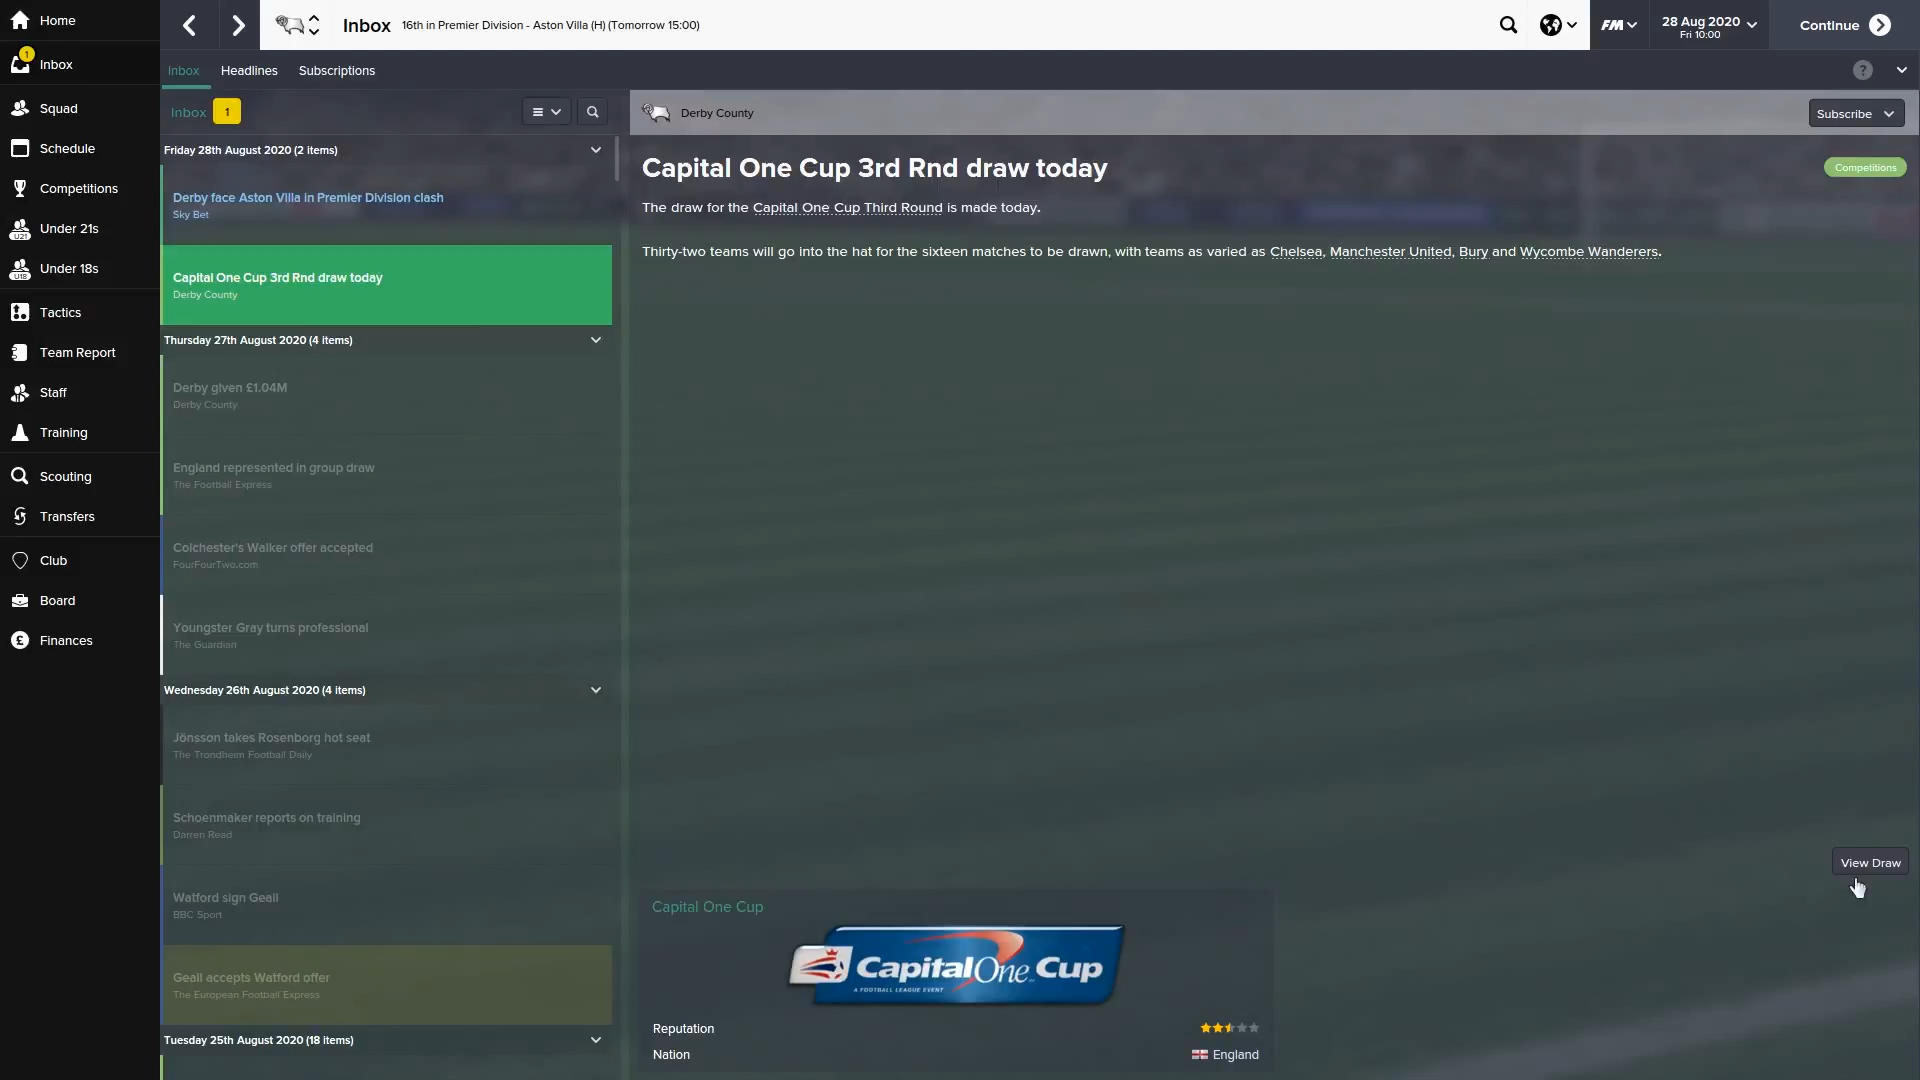 Home
1
Inbox
Squad
Schedule
Competitions
U21
Under 21s
U18
Under 18s
Tactics
Team Report
Staff
Training
Scouting
Transfers
Club
Board
£
Finances
Inbox 16th in Premier Division - Aston Villa (H) (Tomorrow 15:00)
FM
28 Aug 2020
Fri 10:00
Continue
Inbox Headlines Subscriptions
?
Inbox 1
Friday 28th August 2020 (2 items)
Derby face Aston Villa in Premier Division clash
Sky Bet
Capital One Cup 3rd Rnd draw today
Derby County
Thursday 27th August 2020 (4 items)
Derby given £1.04M
Derby County
England represented in group draw
The Football Express
Colchester's Walker offer accepted
FourFourTwo.com
Youngster Gray turns professional
The Guardian
Wednesday 26th August 2020 (4 items)
Jönsson takes Rosenborg hot seat
The Trondheim Football Daily
Schoenmaker reports on training
Darren Read
Watford sign Geall
BBC Sport
Geall accepts Watford offer
The European Football Express
Tuesday 25th August 2020 (18 items)
Derby County
Subscribe
Capital One Cup 3rd Rnd draw today
Competitions
The draw for the Capital One Cup Third Round is made today.
Thirty-two teams will go into the hat for the sixteen matches to be drawn, with teams as varied as Chelsea, Manchester United, Bury and Wycombe Wanderers.
View Draw
Capital One Cup
CapitalOne Cup
A FOOTBALL LEAGUE EVENT
Reputation
Nation England